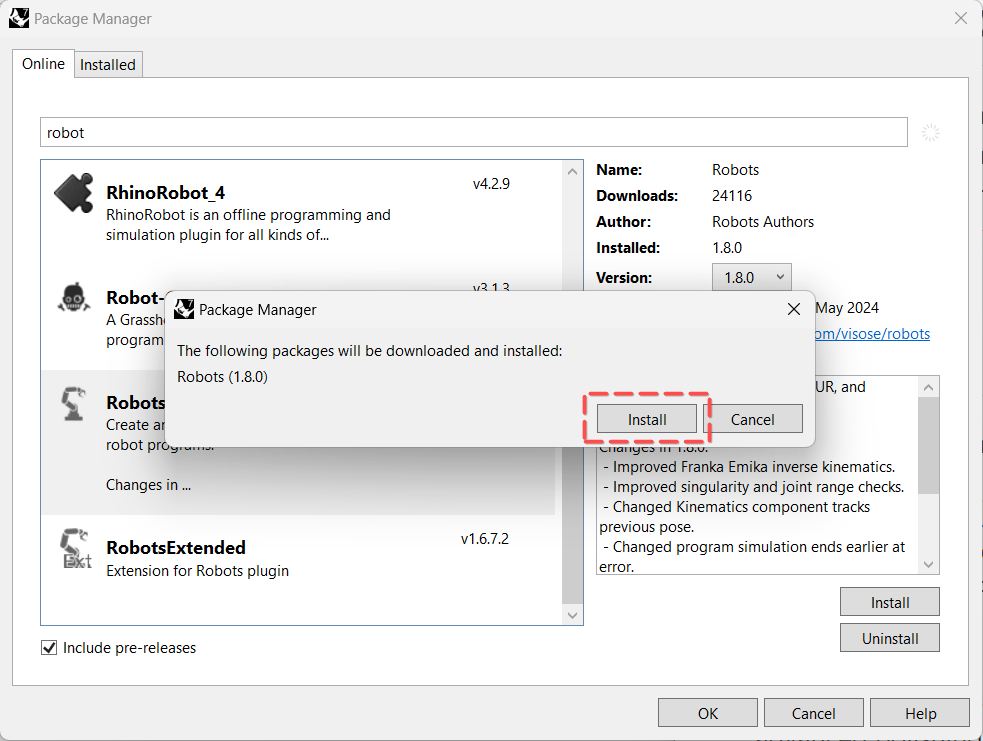 Package Manager
Online
Installed
robot
RhinoRobot_4
v4.2.9
RhinoRobot is an offline programming and
simulation plugin for all kinds of...
Robot-
v3.1.3
A Grassh
program
Robots
Create an
robot programs.
Changes in ...
RobotsExtended
v1.6.7.2
Extension for Robots plugin
Include pre-releases
Name: Robots
Downloads: 24116
Author: Robots Authors
Installed: 1.8.0
Version: 1.8.0
May 2024
om/visose/robots
UR, and
Package Manager
The following packages will be downloaded and installed:
Robots (1.8.0)
Install
Cancel
Changes in 1.8.0:
- Improved Franka Emika inverse kinematics.
- Improved singularity and joint range checks.
- Changed Kinematics component tracks
previous pose.
- Changed program simulation ends earlier at
error.
Install
Uninstall
OK
Cancel
Help